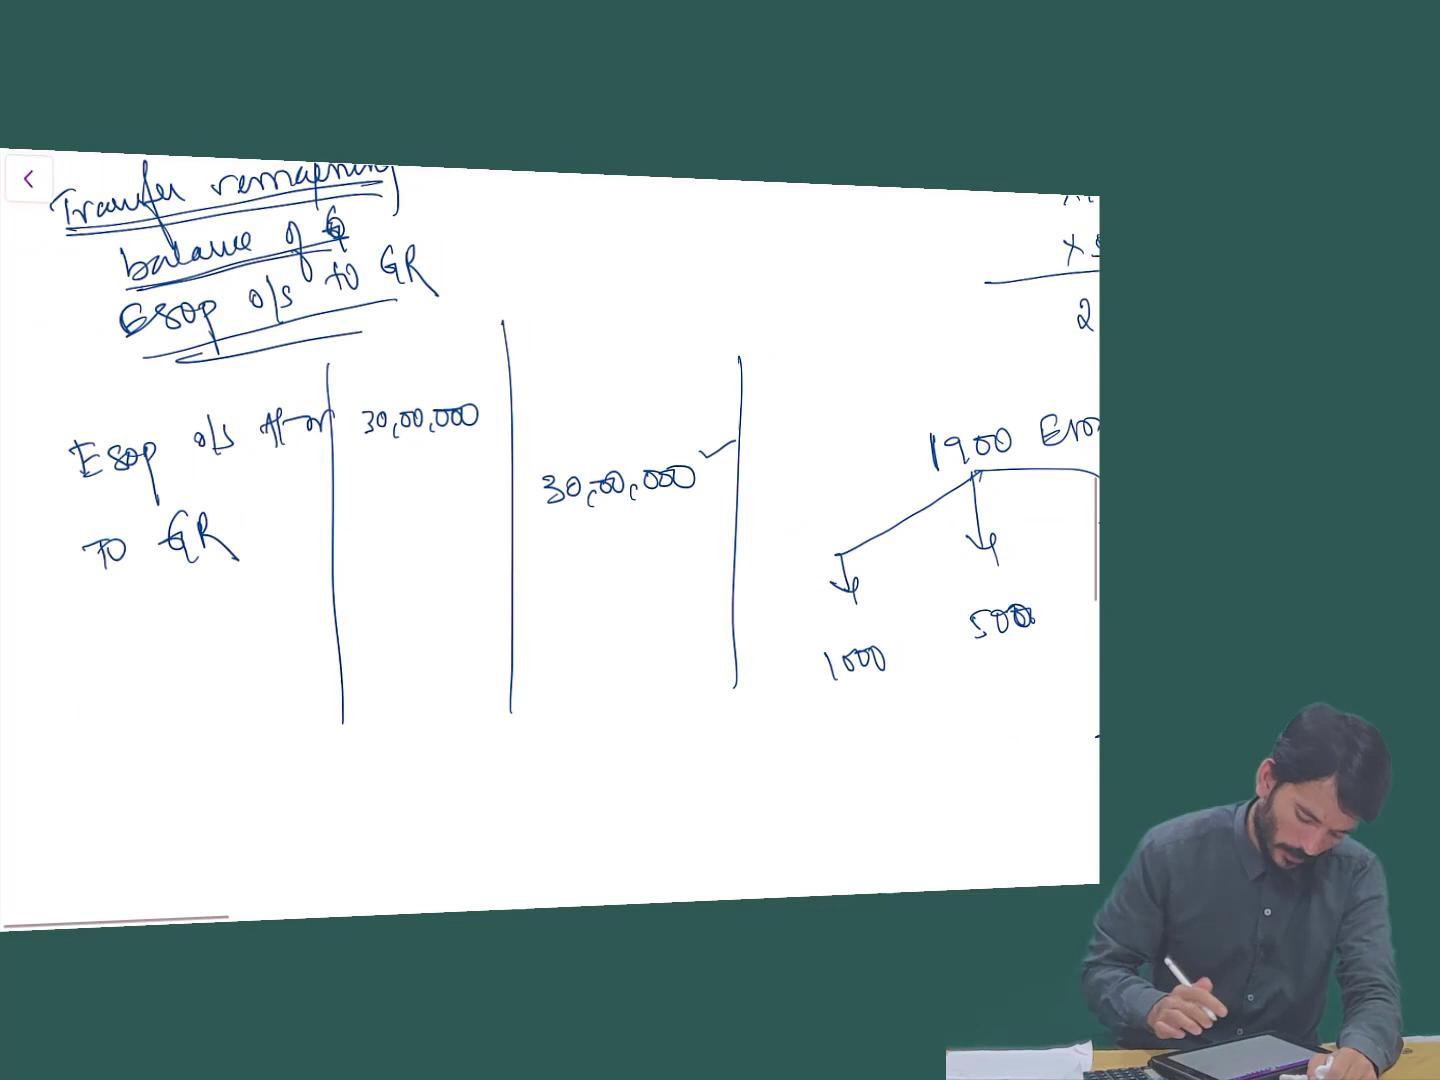 Transfer remaining
balance of
ESOP o/s to GR
ESOP o/s A/c Dr 30,00,000
To GR 30,00,000
1900
1000
500
X
2